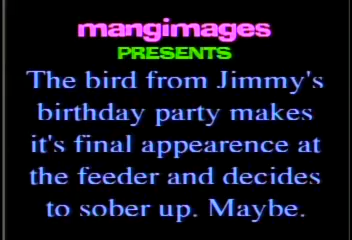 mangimages
PRESENTS
The bird from Jimmy's
birthday party makes
it's final appearence at
the feeder and decides
to sober up. Maybe.